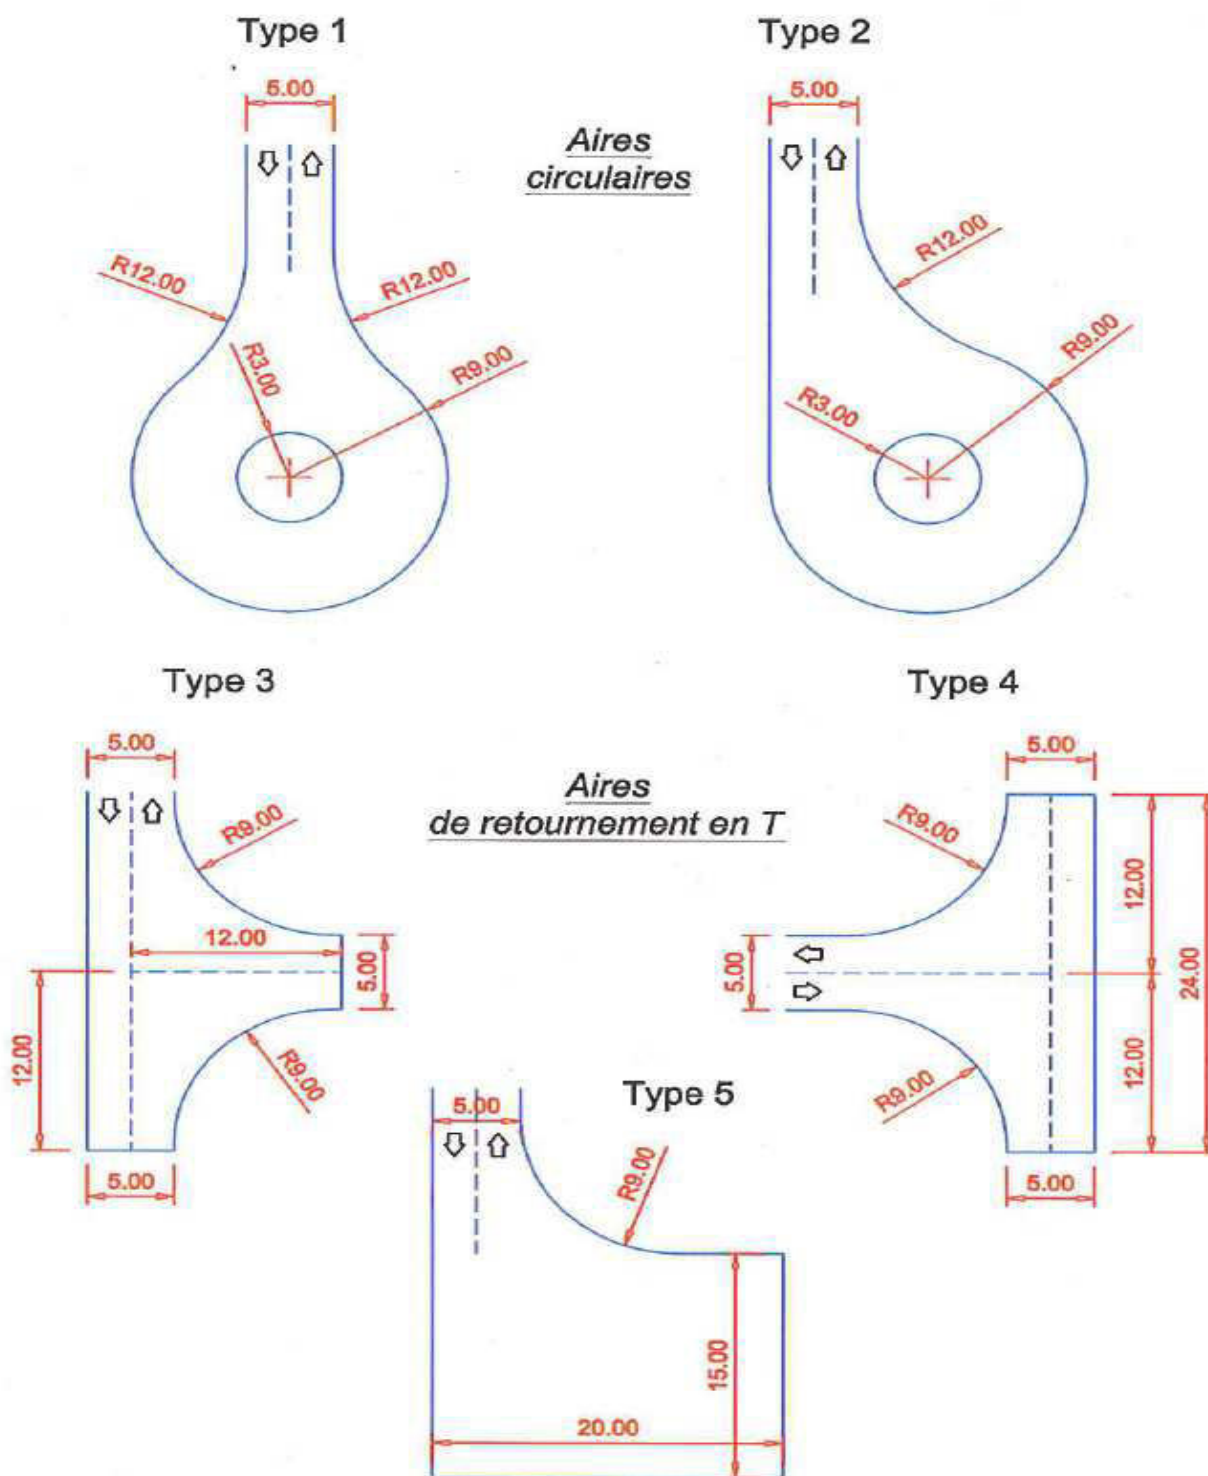 Type 1
Type 2
5.00
5.00
Aires
circulaires
R12.00
R12.00
R12.00
R3.00
R9.00
R3.00
R9.00
Type 3
Type 4
5.00
5.00
Aires
de retournement en T
R9.00
R9.00
12.00
12.00
5.00
5.00
24.00
12.00
R9.00
R9.00
12.00
5.00
5.00
Type 5
5.00
R9.00
15.00
20.00